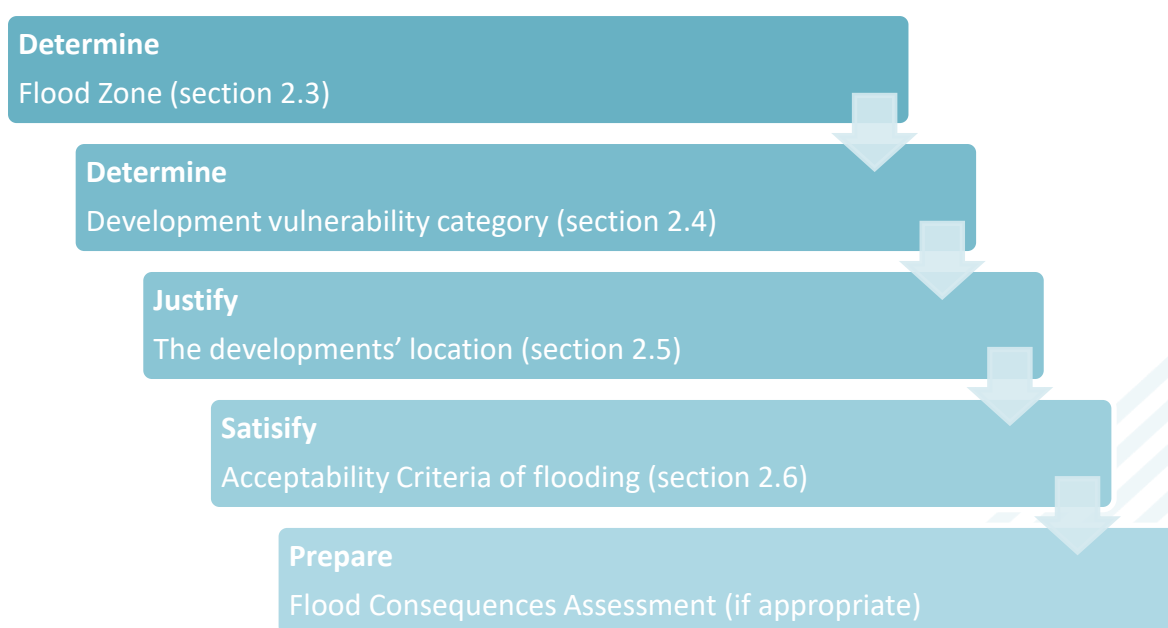 Determine
Flood Zone (section 2.3)
Determine
Development vulnerability category (section 2.4)
Justify
The developments’ location (section 2.5)
Satisify
Acceptability Criteria of flooding (section 2.6)
Prepare
Flood Consequences Assessment (if appropriate)